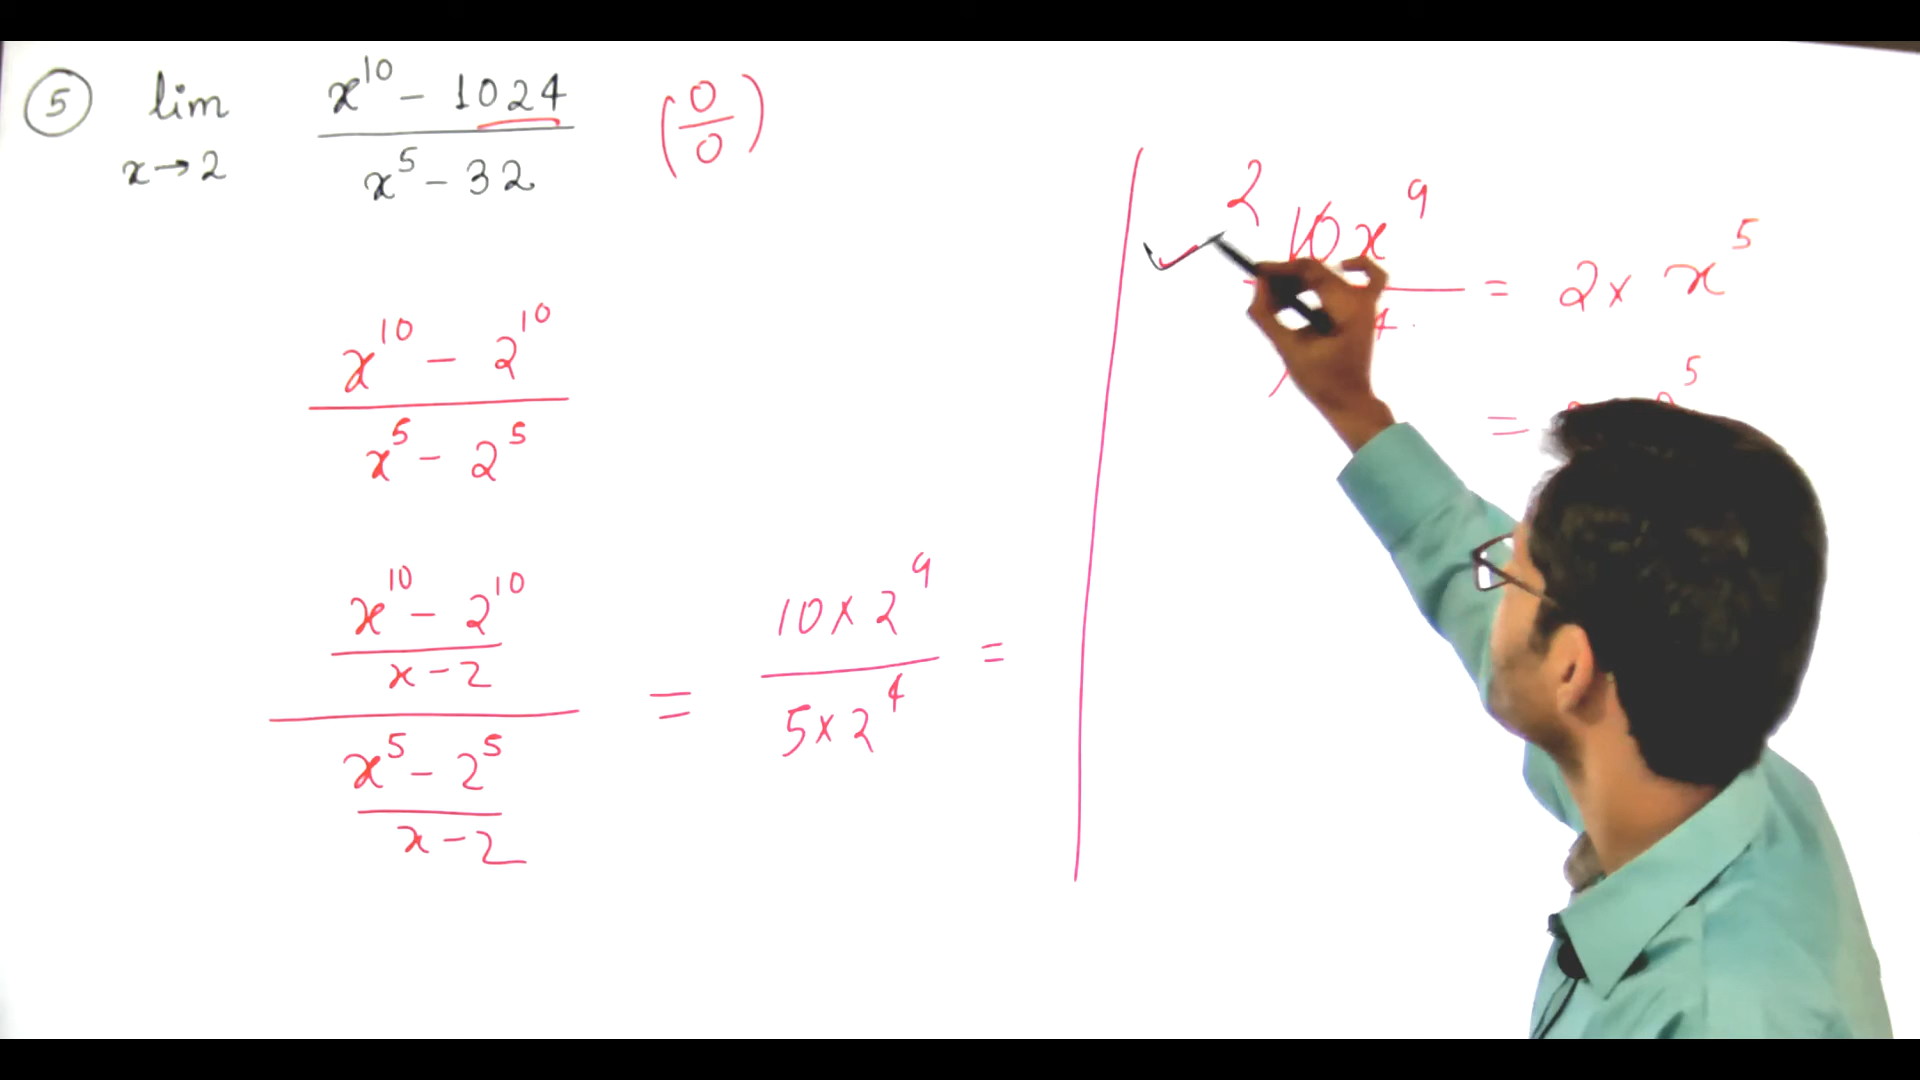 ⑤ lim x→2 (x^10 - 1024)/(x^5 - 32) (0/0)
(x^10 - 2^10)/(x^5 - 2^5)
((x^10 - 2^10)/(x - 2))/((x^5 - 2^5)/(x - 2)) = (10 × 2^9)/(5 × 2^4) =
2
10x^9
4
= 2 × x^5
= 5